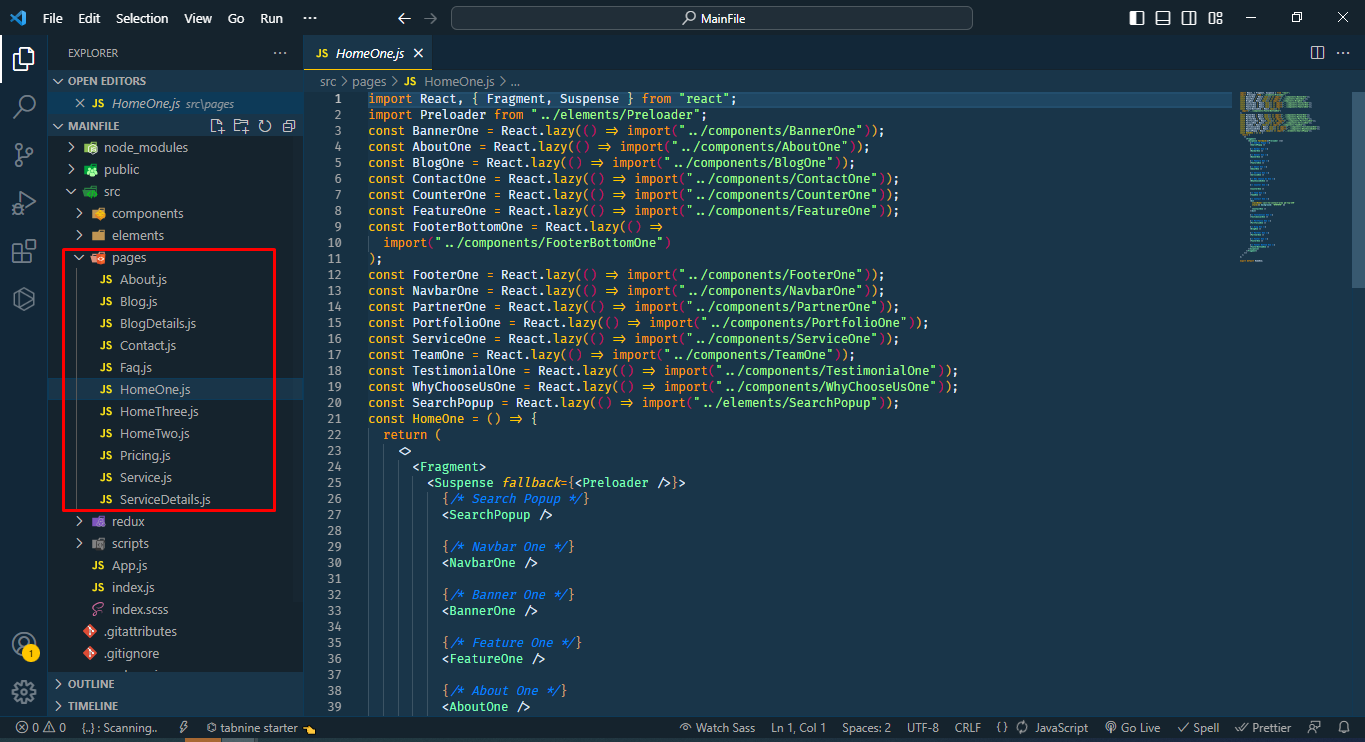 File Edit Selection View Go Run ··· MainFile
EXPLORER ···
OPEN EDITORS
JS HomeOne.js src\pages
MAINFILE
node_modules
public
src
components
elements
pages
JS About.js
JS Blog.js
JS BlogDetails.js
JS Contact.js
JS Faq.js
JS HomeOne.js
JS HomeThree.js
JS HomeTwo.js
JS Pricing.js
JS Service.js
JS ServiceDetails.js
redux
scripts
JS App.js
JS index.js
index.scss
.gitattributes
.gitignore
OUTLINE
TIMELINE
1
JS HomeOne.js
src > pages > JS HomeOne.js > ...
1 import React, { Fragment, Suspense } from "react";
2 import Preloader from "../elements/Preloader";
3 const BannerOne = React.lazy(() => import("../components/BannerOne"));
4 const AboutOne = React.lazy(() => import("../components/AboutOne"));
5 const BlogOne = React.lazy(() => import("../components/BlogOne"));
6 const ContactOne = React.lazy(() => import("../components/ContactOne"));
7 const CounterOne = React.lazy(() => import("../components/CounterOne"));
8 const FeatureOne = React.lazy(() => import("../components/FeatureOne"));
9 const FooterBottomOne = React.lazy(() =>
10 import("../components/FooterBottomOne")
11 );
12 const FooterOne = React.lazy(() => import("../components/FooterOne"));
13 const NavbarOne = React.lazy(() => import("../components/NavbarOne"));
14 const PartnerOne = React.lazy(() => import("../components/PartnerOne"));
15 const PortfolioOne = React.lazy(() => import("../components/PortfolioOne"));
16 const ServiceOne = React.lazy(() => import("../components/ServiceOne"));
17 const TeamOne = React.lazy(() => import("../components/TeamOne"));
18 const TestimonialOne = React.lazy(() => import("../components/TestimonialOne"));
19 const WhyChooseUsOne = React.lazy(() => import("../components/WhyChooseUsOne"));
20 const SearchPopup = React.lazy(() => import("../elements/SearchPopup"));
21 const HomeOne = () => {
22 return (
23 <>
24 <Fragment>
25 <Suspense fallback={<Preloader />}>
26 {/* Search Popup */}
27 <SearchPopup />
28
29 {/* Navbar One */}
30 <NavbarOne />
31
32 {/* Banner One */}
33 <BannerOne />
34
35 {/* Feature One */}
36 <FeatureOne />
37
38 {/* About One */}
39 <AboutOne />
0 0 {..} : Scanning.. tabnine starter Watch Sass Ln 1, Col 1 Spaces: 2 UTF-8 CRLF { } JavaScript Go Live Spell Prettier